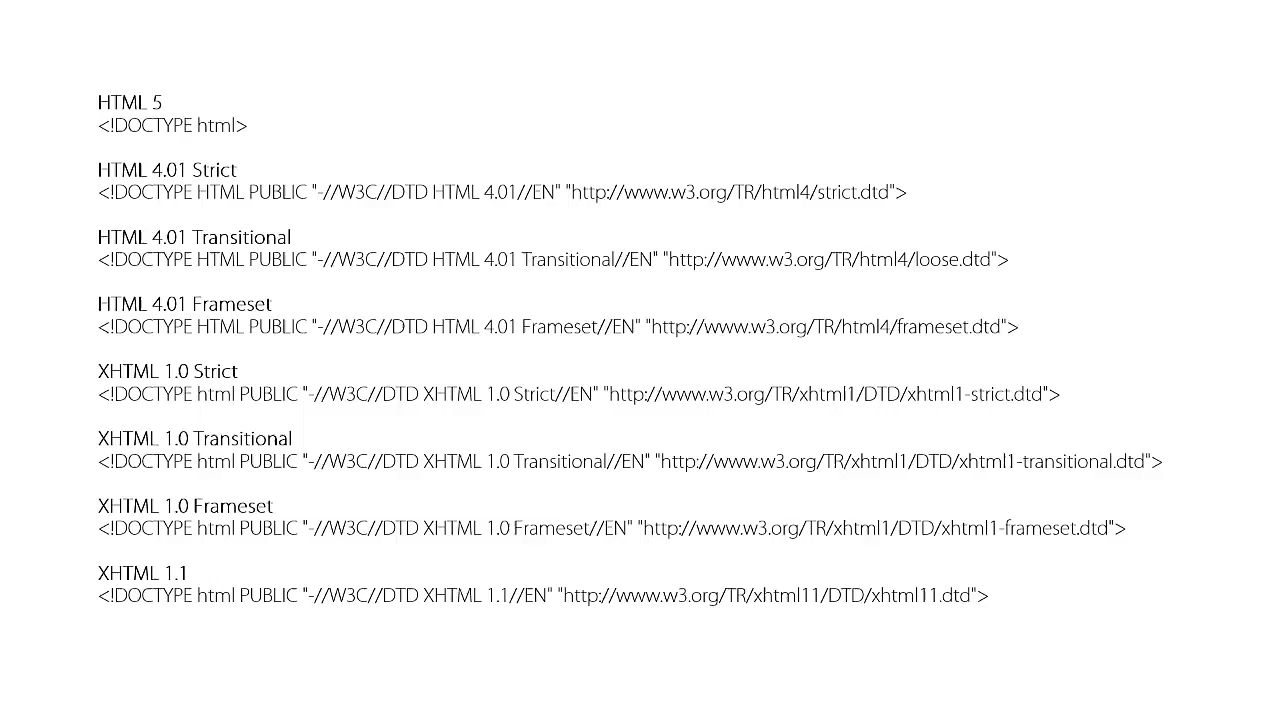 HTML 5
<!DOCTYPE html>
HTML 4.01 Strict
<!DOCTYPE HTML PUBLIC "-//W3C//DTD HTML 4.01//EN" "http://www.w3.org/TR/html4/strict.dtd">
HTML 4.01 Transitional
<!DOCTYPE HTML PUBLIC "-//W3C//DTD HTML 4.01 Transitional//EN" "http://www.w3.org/TR/html4/loose.dtd">
HTML 4.01 Frameset
<!DOCTYPE HTML PUBLIC "-//W3C//DTD HTML 4.01 Frameset//EN" "http://www.w3.org/TR/html4/frameset.dtd">
XHTML 1.0 Strict
<!DOCTYPE html PUBLIC "-//W3C//DTD XHTML 1.0 Strict//EN" "http://www.w3.org/TR/xhtml1/DTD/xhtml1-strict.dtd">
XHTML 1.0 Transitional
<!DOCTYPE html PUBLIC "-//W3C//DTD XHTML 1.0 Transitional//EN" "http://www.w3.org/TR/xhtml1/DTD/xhtml1-transitional.dtd">
XHTML 1.0 Frameset
<!DOCTYPE html PUBLIC "-//W3C//DTD XHTML 1.0 Frameset//EN" "http://www.w3.org/TR/xhtml1/DTD/xhtml1-frameset.dtd">
XHTML 1.1
<!DOCTYPE html PUBLIC "-//W3C//DTD XHTML 1.1//EN" "http://www.w3.org/TR/xhtml11/DTD/xhtml11.dtd">